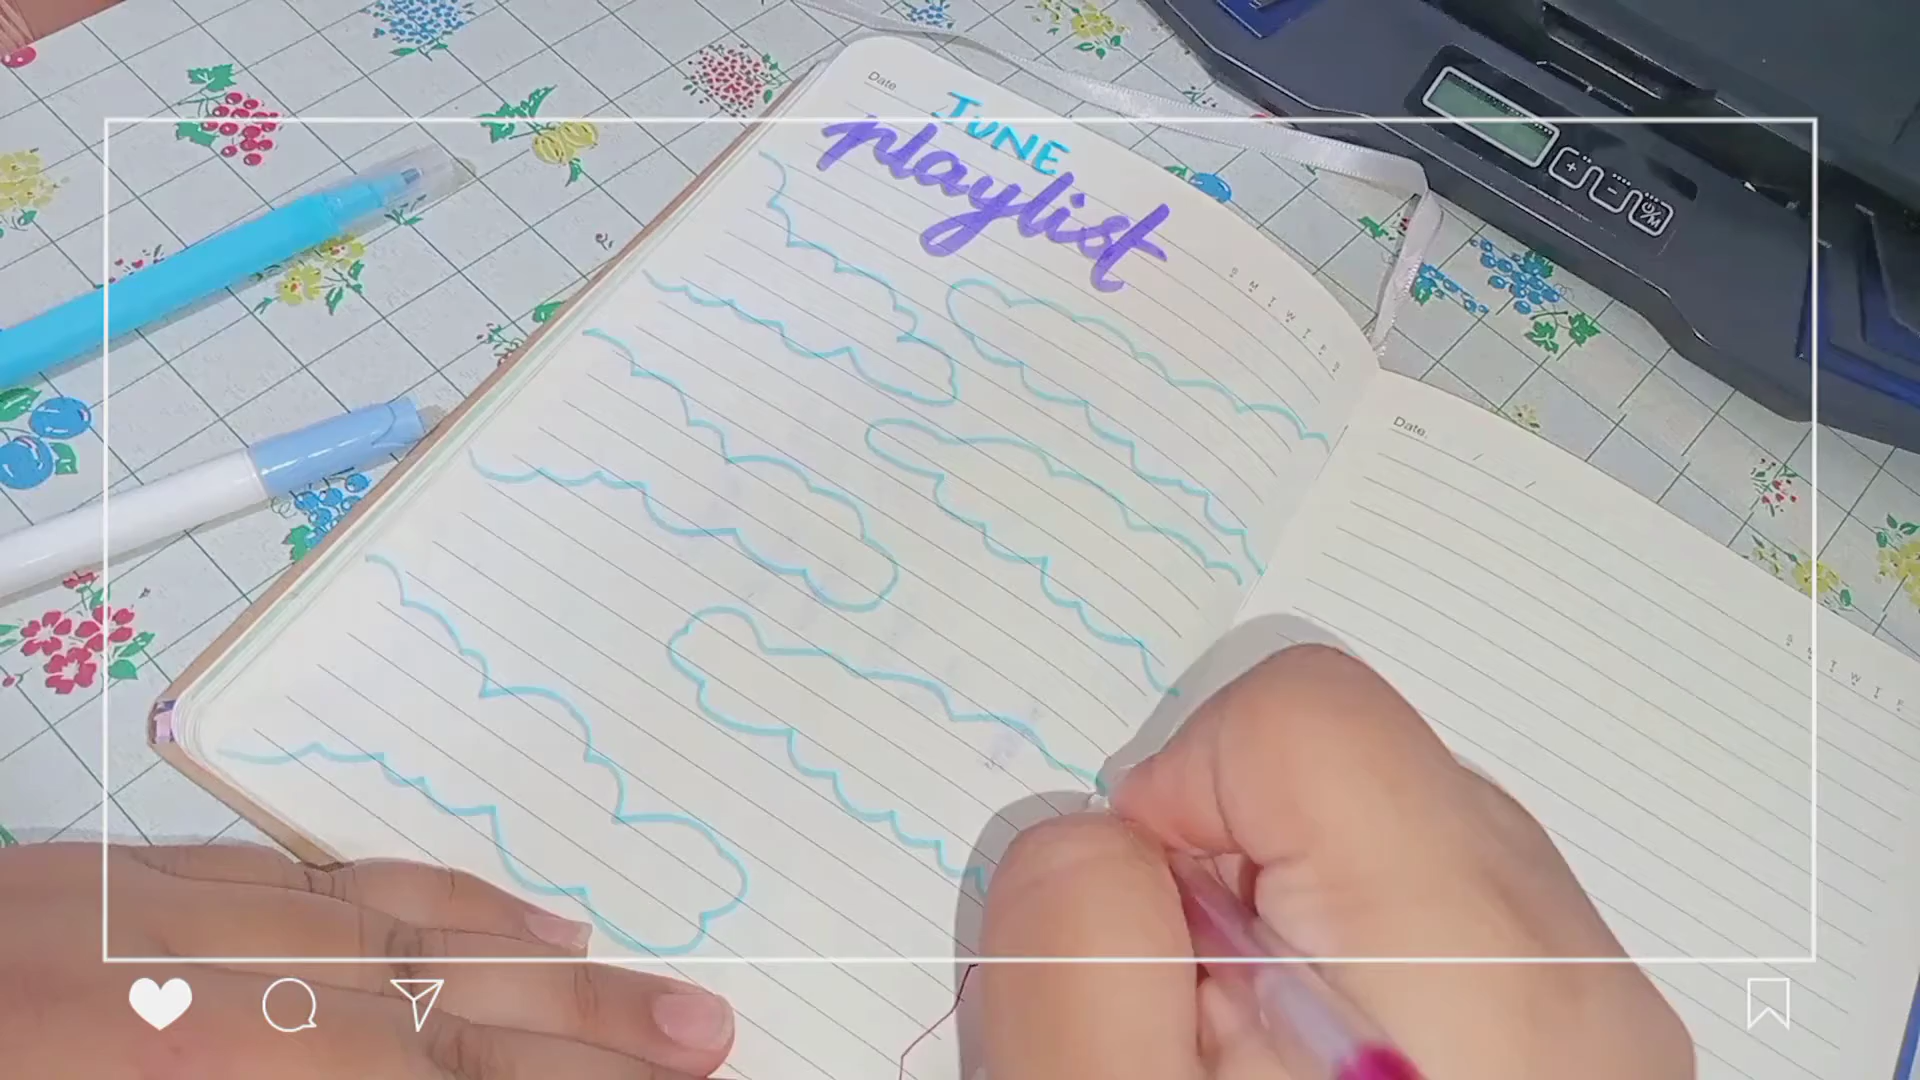 Date
JUNE
playlist
S M T W T F S
Date.
S M T W T F